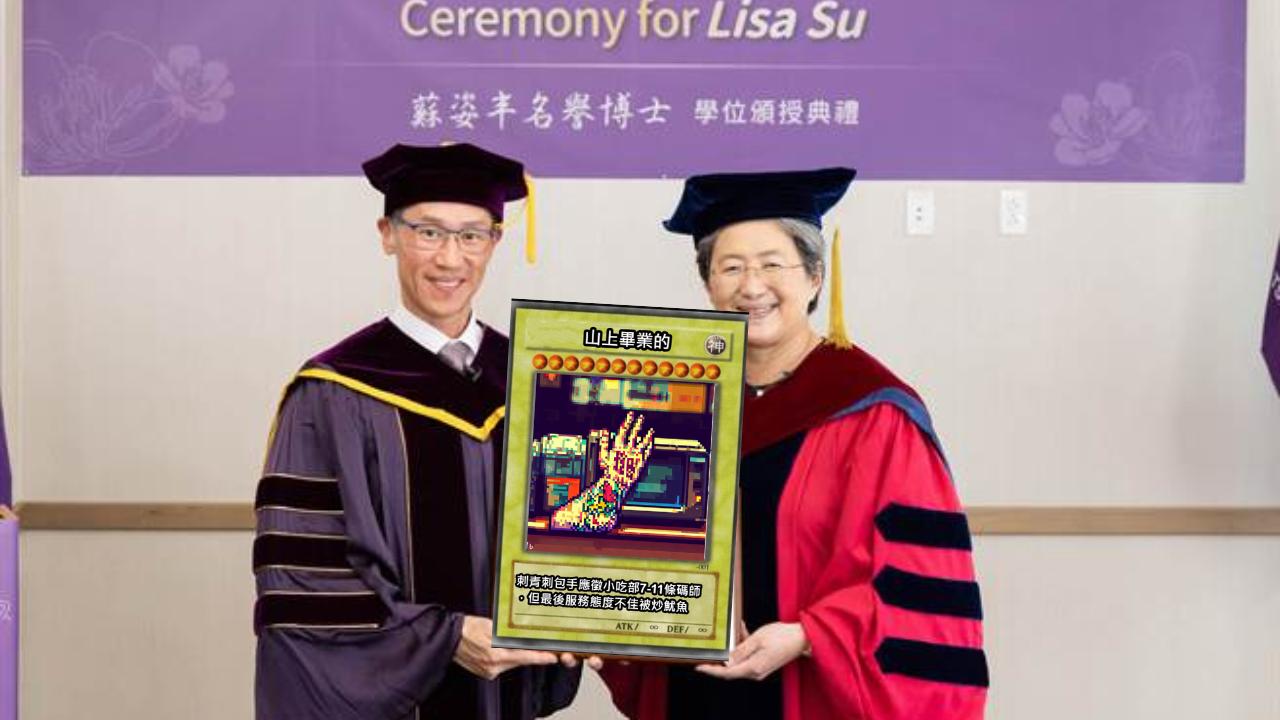 Ceremony for Lisa Su
蘇姿丰名譽博士 學位頒授典禮
山上畢業的
神
-001
刺青刺包手應徵小吃部7-11條碼師
，但最後服務態度不佳被炒魷魚
ATK/ ∞ DEF/ ∞